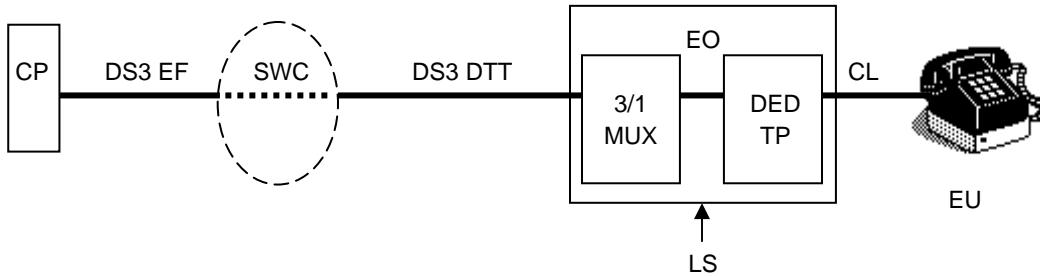 EO
CP
DS3 EF
SWC
DS3 DTT
3/1
MUX
DED
TP
CL
EU
LS